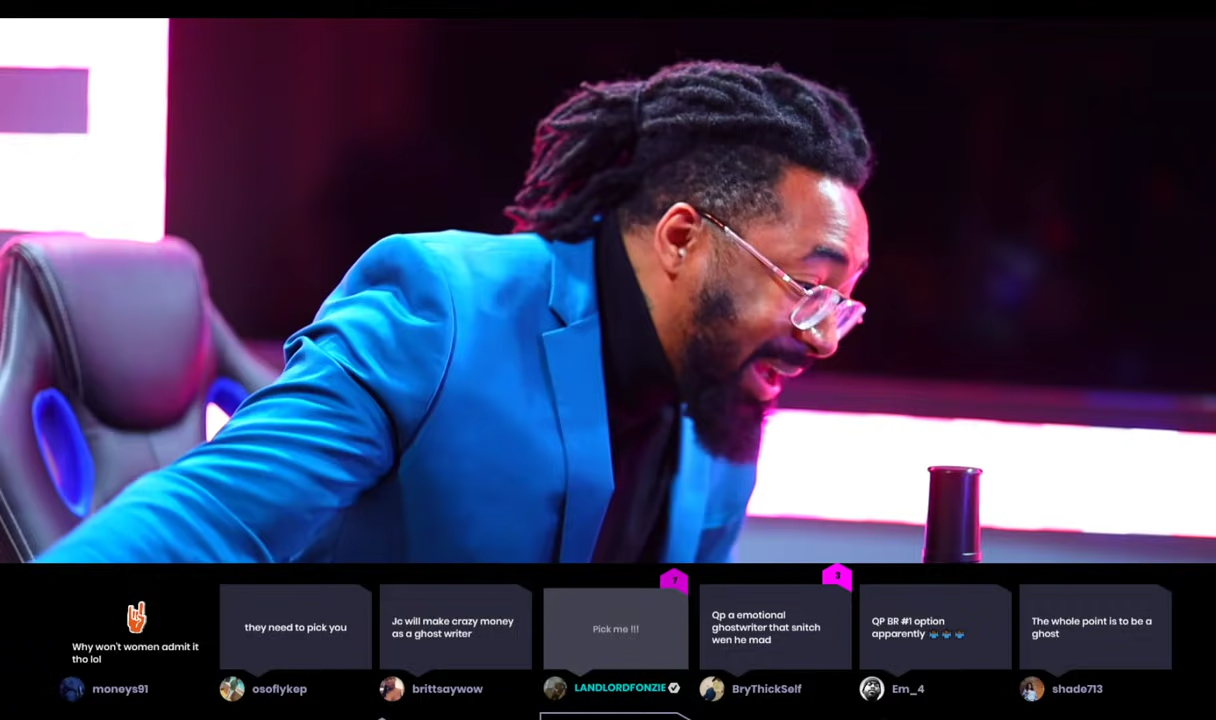 7
3
Why won't women admit it
tho lol
they need to pick you
Jc will make crazy money
as a ghost writer
Pick me !!!
Qp a emotional
ghostwriter that snitch
wen he mad
QP BR #1 option
apparently
The whole point is to be a
ghost
moneys91
osoflykep
brittsaywow
LANDLORDFONZIE
BryThickSelf
Em_4
shade713